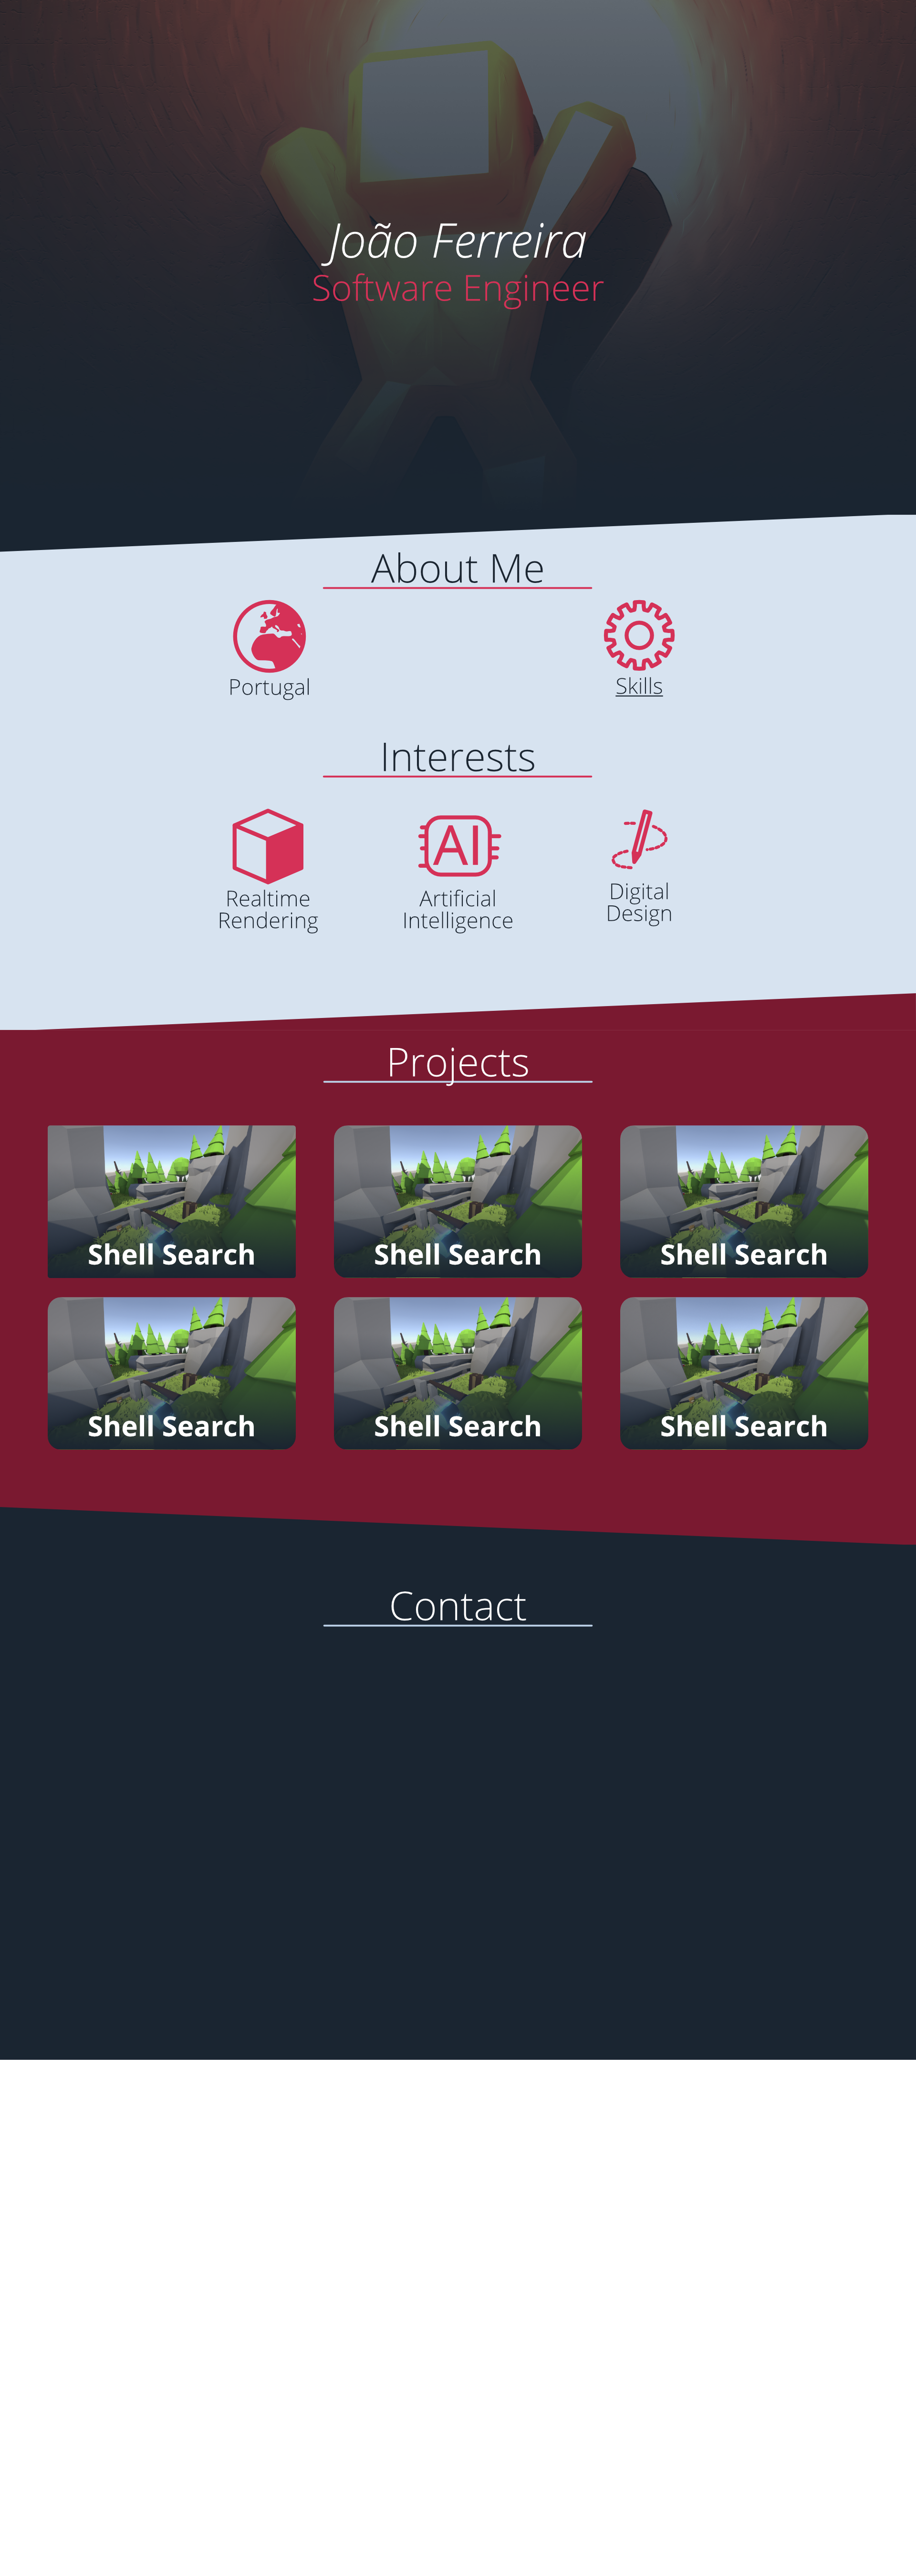 João Ferreira
Software Engineer
About Me
Portugal
Skills
Interests
AI
Realtime
Rendering
Artificial
Intelligence
Digital
Design
Projects
Shell Search
Shell Search
Shell Search
Shell Search
Shell Search
Shell Search
Contact